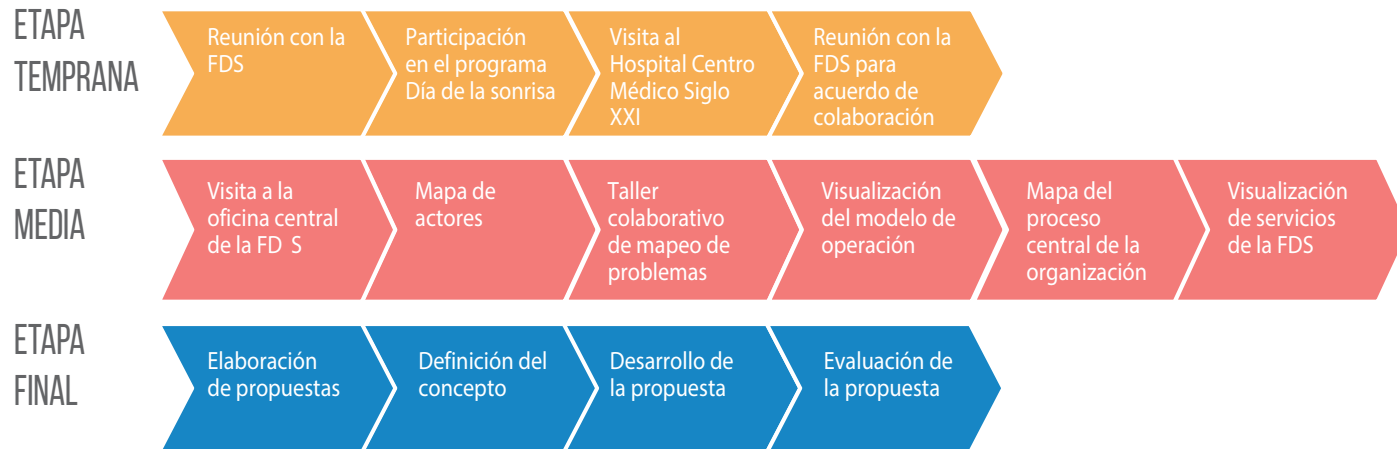 ETAPA
TEMPRANA
Reunión con la
FDS
Participación
en el programa
Día de la sonrisa
Visita al
Hospital Centro
Médico Siglo
XXI
Reunión con la
FDS para
acuerdo de
colaboración
ETAPA
MEDIA
Visita a la
oficina central
de la FD S
Mapa de
actores
Taller
colaborativo
de mapeo de
problemas
Visualización
del modelo de
operación
Mapa del
proceso
central de la
organización
Visualización
de servicios
de la FDS
ETAPA
FINAL
Elaboración
de propuestas
Definición del
concepto
Desarrollo de
la propuesta
Evaluación de
la propuesta